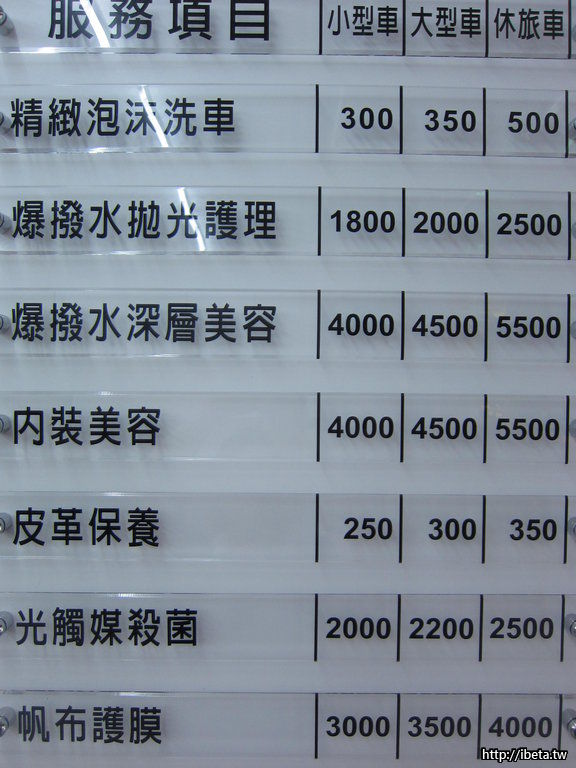 服務項目 小型車 大型車 休旅車
精緻泡沫洗車 300 350 500
爆撥水拋光護理 1800 2000 2500
爆撥水深層美容 4000 4500 5500
內裝美容 4000 4500 5500
皮革保養 250 300 350
光觸媒殺菌 2000 2200 2500
帆布護膜 3000 3500 4000
http://ibeta.tw